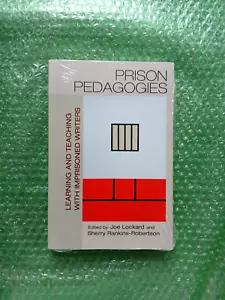 PRISON
PEDAGOGIES
LEARNING AND TEACHING
WITH IMPRISONED WRITERS
Edited by Joe Lockard and
Sherry Rankins-Robertson